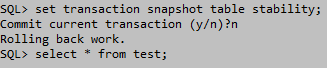 SQL> set transaction snapshot table stability;
Commit current transaction (y/n)?n
Rolling back work.
SQL> select * from test;